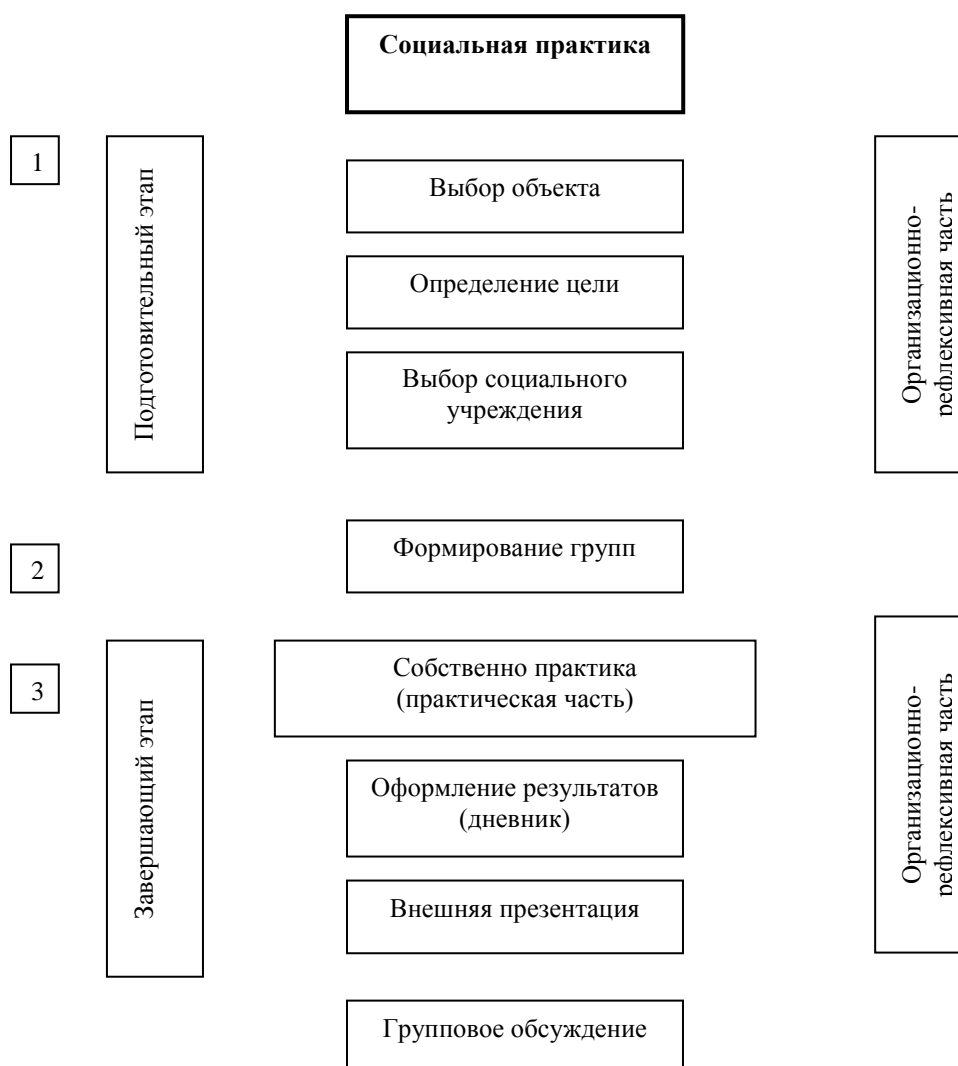 Социальная практика
1
Подготовительный этап
Выбор объекта
Определение цели
Выбор социального
учреждения
Организационно-
рефлексивная часть
2
Формирование групп
3
Завершающий этап
Собственно практика
(практическая часть)
Оформление результатов
(дневник)
Внешняя презентация
Организационно-
рефлексивная часть
Групповое обсуждение